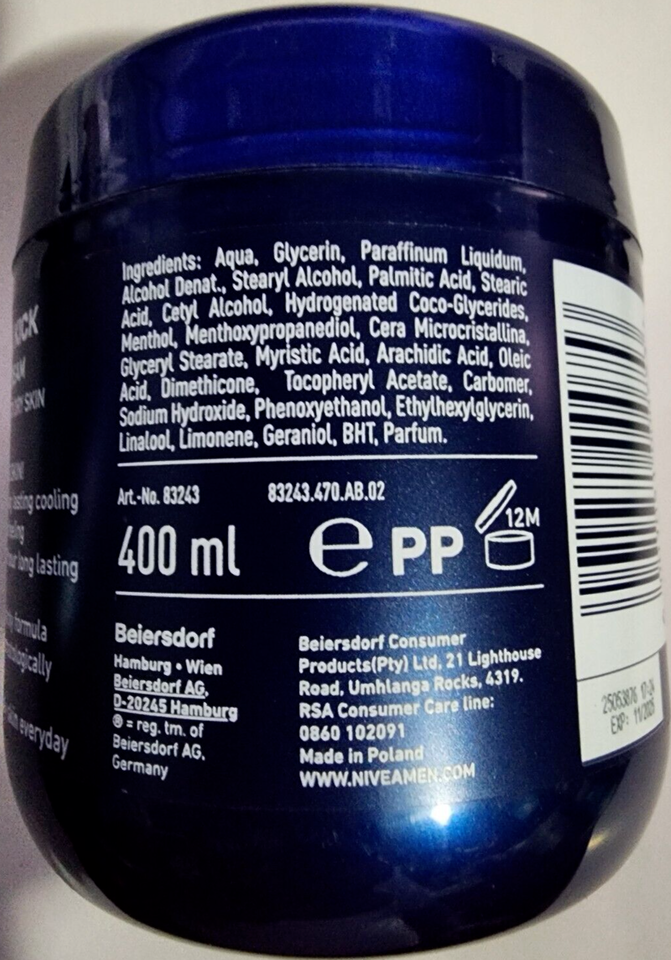 KICK
SKIN
lasting cooling
long lasting
formula
everyday
Ingredients: Aqua, Glycerin, Paraffinum Liquidum,
Alcohol Denat., Stearyl Alcohol, Palmitic Acid, Stearic
Acid, Cetyl Alcohol, Hydrogenated Coco-Glycerides,
Menthol, Menthoxypropanediol, Cera Microcristallina,
Glyceryl Stearate, Myristic Acid, Arachidic Acid, Oleic
Acid, Dimethicone, Tocopheryl Acetate, Carbomer,
Sodium Hydroxide, Phenoxyethanol, Ethylhexylglycerin,
Linalool, Limonene, Geraniol, BHT, Parfum.
Art.-No. 83243 83243.470.AB.02
400 ml e PP 12M
Beiersdorf
Hamburg • Wien
Beiersdorf AG,
D-20245 Hamburg
® = reg. tm. of
Beiersdorf AG,
Germany
Beiersdorf Consumer
Products(Pty) Ltd, 21 Lighthouse
Road, Umhlanga Rocks, 4319.
RSA Consumer Care line:
0860 102091
Made in Poland
WWW.NIVEAMEN.COM
EXP: 11/2025